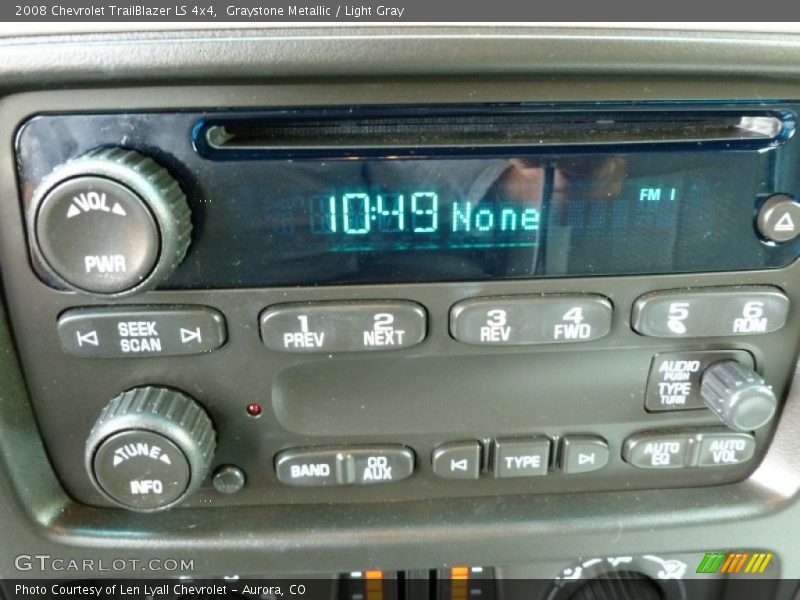 2008 Chevrolet TrailBlazer LS 4x4, Graystone Metallic / Light Gray
VOL
PWR
10:49 None
FM 1
SEEK
SCAN
1
PREV
2
NEXT
3
REV
4
FWD
5
6
RDM
AUDIO
PUSH
TYPE
TURN
TUNE
INFO
BAND
CD
AUX
TYPE
AUTO
EQ
AUTO
VOL
GTCARLOT.COM
Photo Courtesy of Len Lyall Chevrolet - Aurora, CO